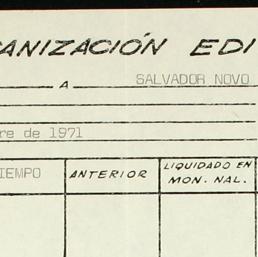 ANIZACIÓN EDI
A SALVADOR NOVO
re de 1971
IEMPO ANTERIOR LIQUIDADO EN
MON. NAL.